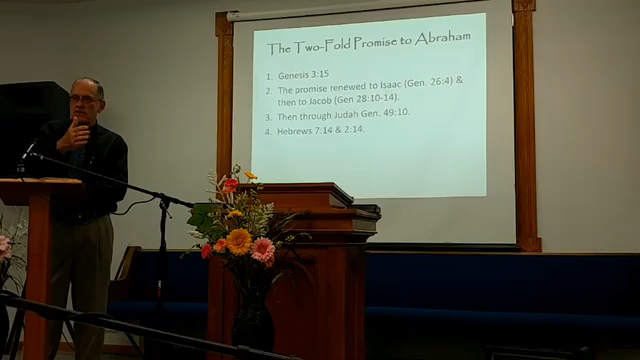 The Two-Fold Promise to Abraham
1. Genesis 3:15
2. The promise renewed to Isaac (Gen. 26:4) &
then to Jacob (Gen 28:10-14).
3. Then through Judah Gen. 49:10.
4. Hebrews 7:14 & 2:14.